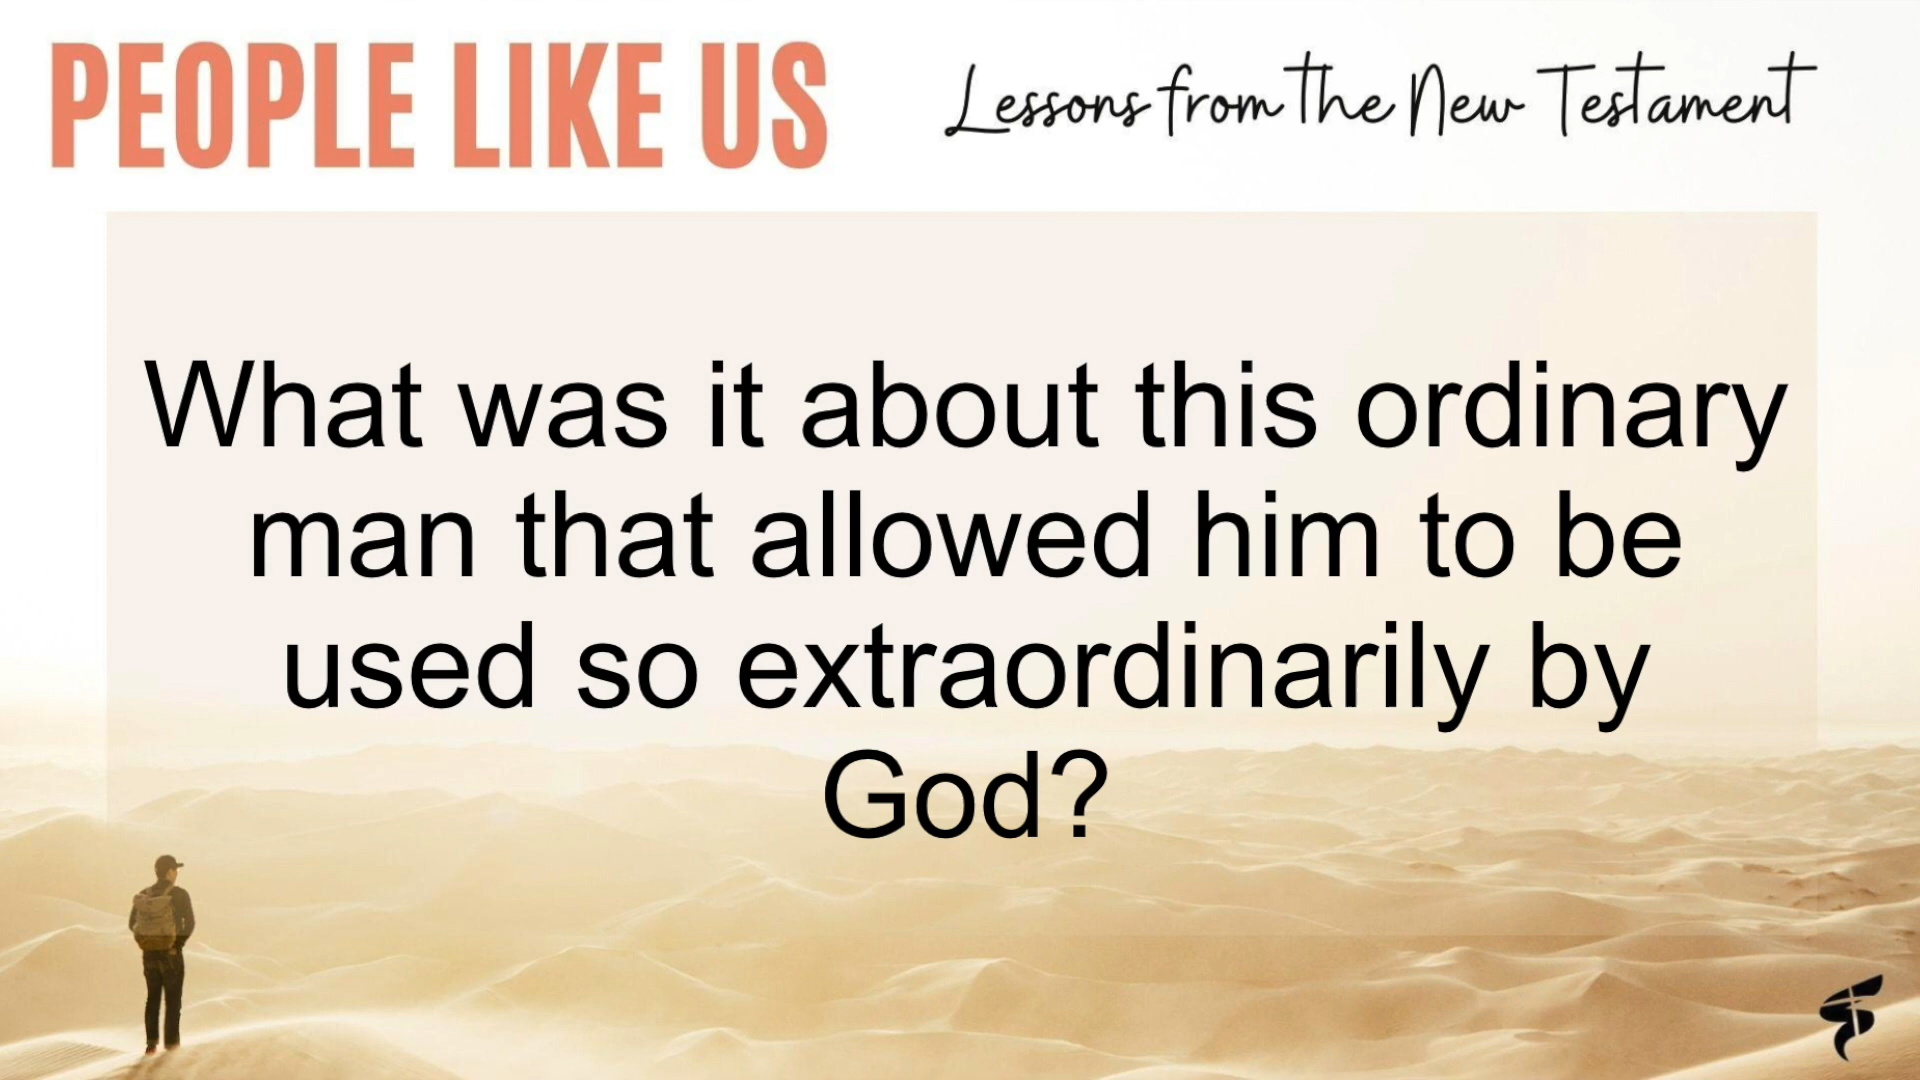 PEOPLE LIKE US
Lessons from the New Testament
What was it about this ordinary
man that allowed him to be
used so extraordinarily by
God?